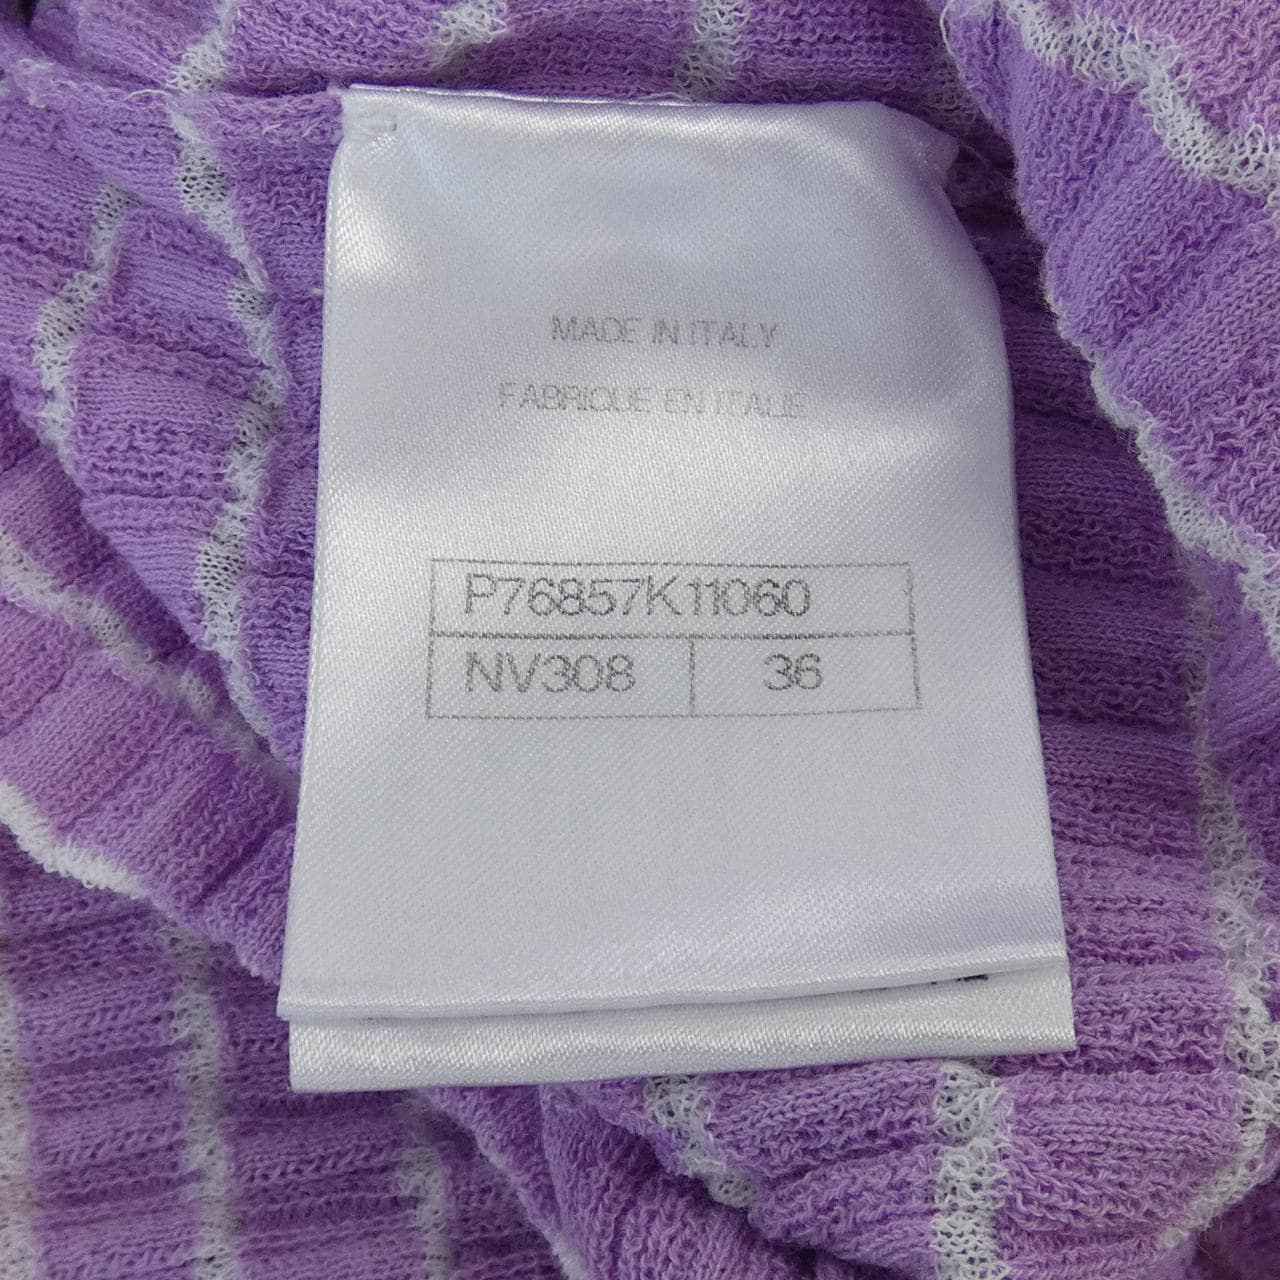 MADE IN ITALY
FABRIQUE EN ITALIE
P76857K11060
NV308 36